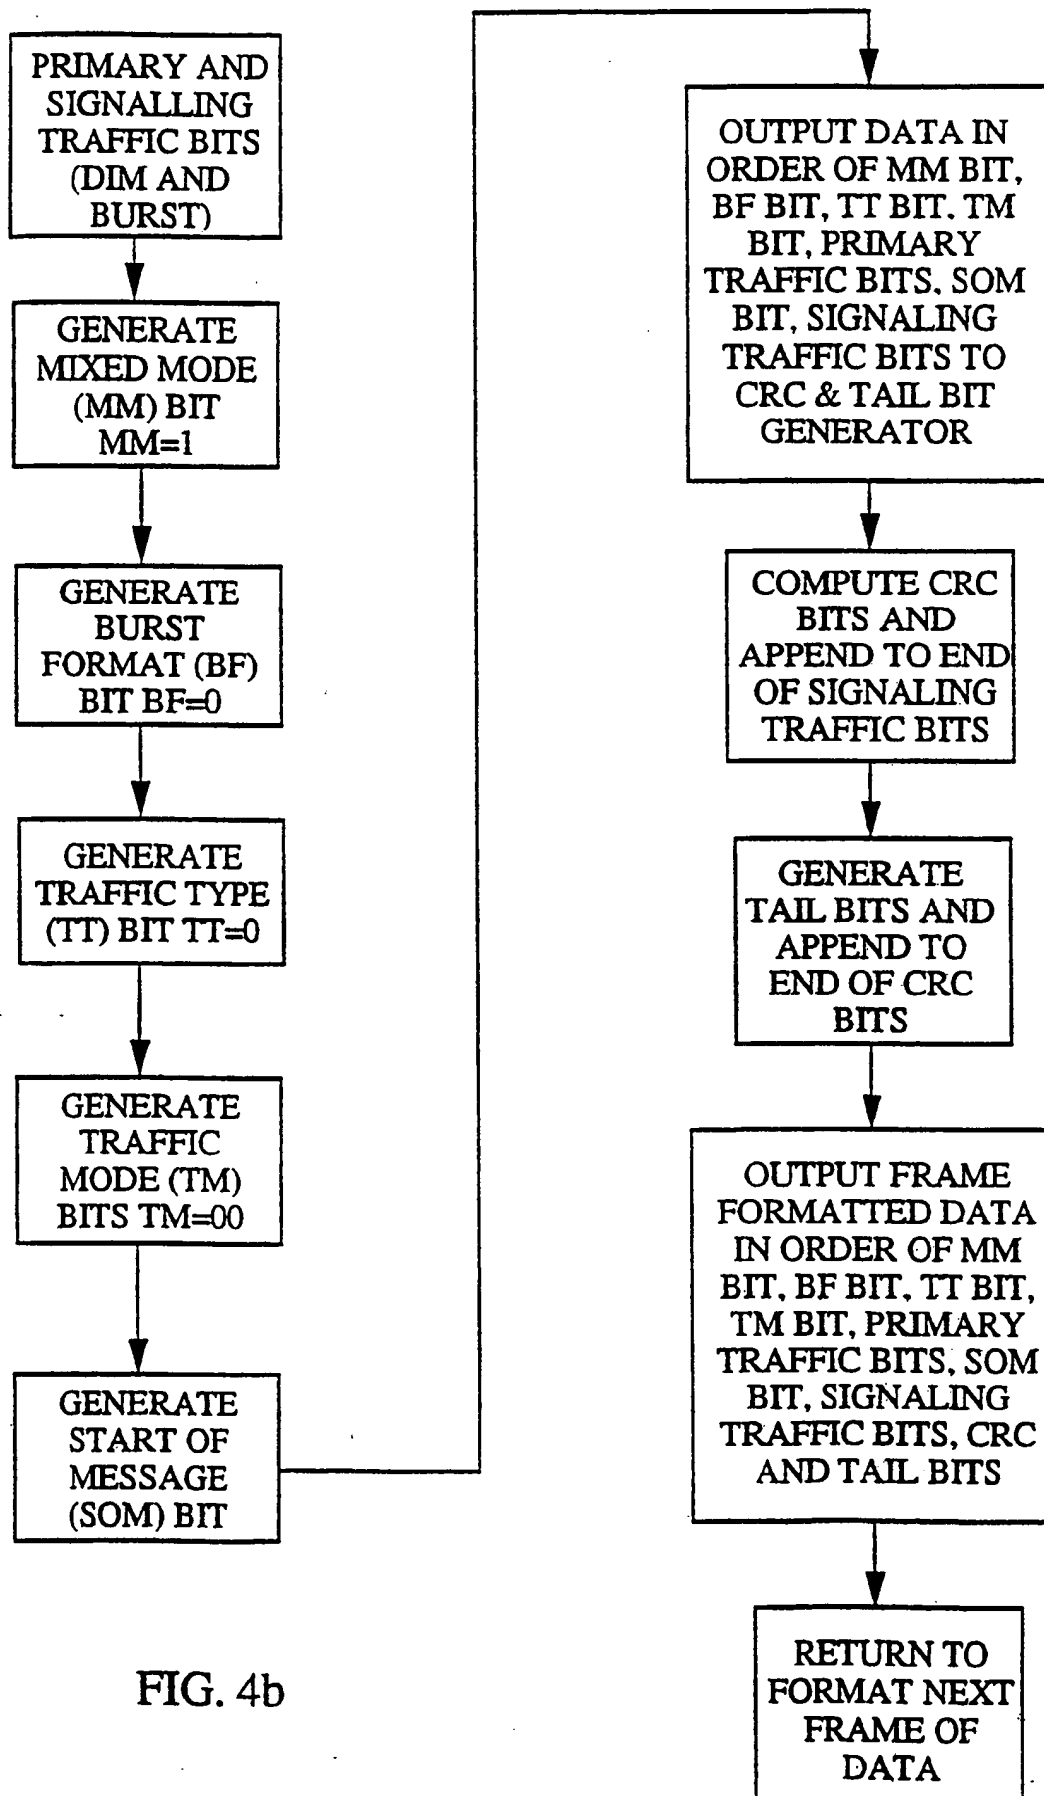 PRIMARY AND
SIGNALLING
TRAFFIC BITS
(DIM AND
BURST)
GENERATE
MIXED MODE
(MM) BIT
MM=1
GENERATE
BURST
FORMAT (BF)
BIT BF=0
GENERATE
TRAFFIC TYPE
(TT) BIT TT=0
GENERATE
TRAFFIC
MODE (TM)
BITS TM=00
GENERATE
START OF
MESSAGE
(SOM) BIT
OUTPUT DATA IN
ORDER OF MM BIT,
BF BIT, TT BIT, TM
BIT, PRIMARY
TRAFFIC BITS, SOM
BIT, SIGNALING
TRAFFIC BITS TO
CRC & TAIL BIT
GENERATOR
COMPUTE CRC
BITS AND
APPEND TO END
OF SIGNALING
TRAFFIC BITS
GENERATE
TAIL BITS AND
APPEND TO
END OF CRC
BITS
OUTPUT FRAME
FORMATTED DATA
IN ORDER OF MM
BIT, BF BIT, TT BIT,
TM BIT, PRIMARY
TRAFFIC BITS, SOM
BIT, SIGNALING
TRAFFIC BITS, CRC
AND TAIL BITS
RETURN TO
FORMAT NEXT
FRAME OF
DATA
FIG. 4b